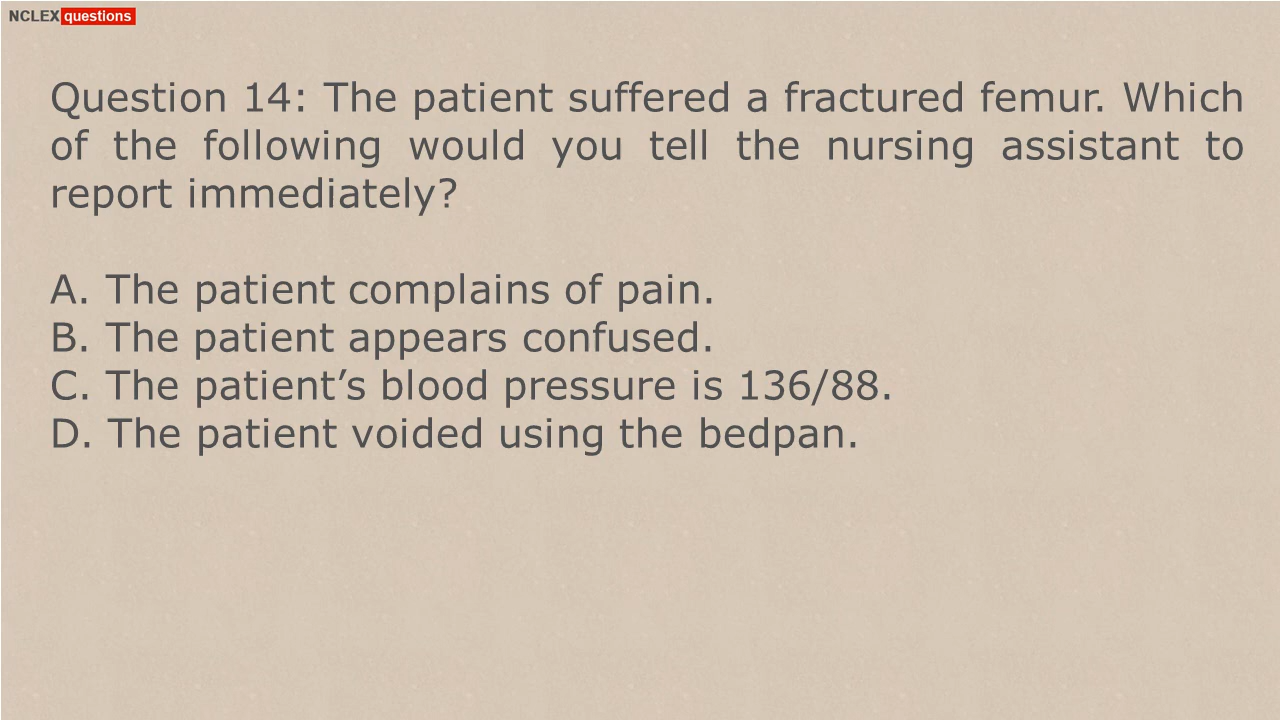 NCLEX questions
Question 14: The patient suffered a fractured femur. Which
of the following would you tell the nursing assistant to
report immediately?
A. The patient complains of pain.
B. The patient appears confused.
C. The patient’s blood pressure is 136/88.
D. The patient voided using the bedpan.